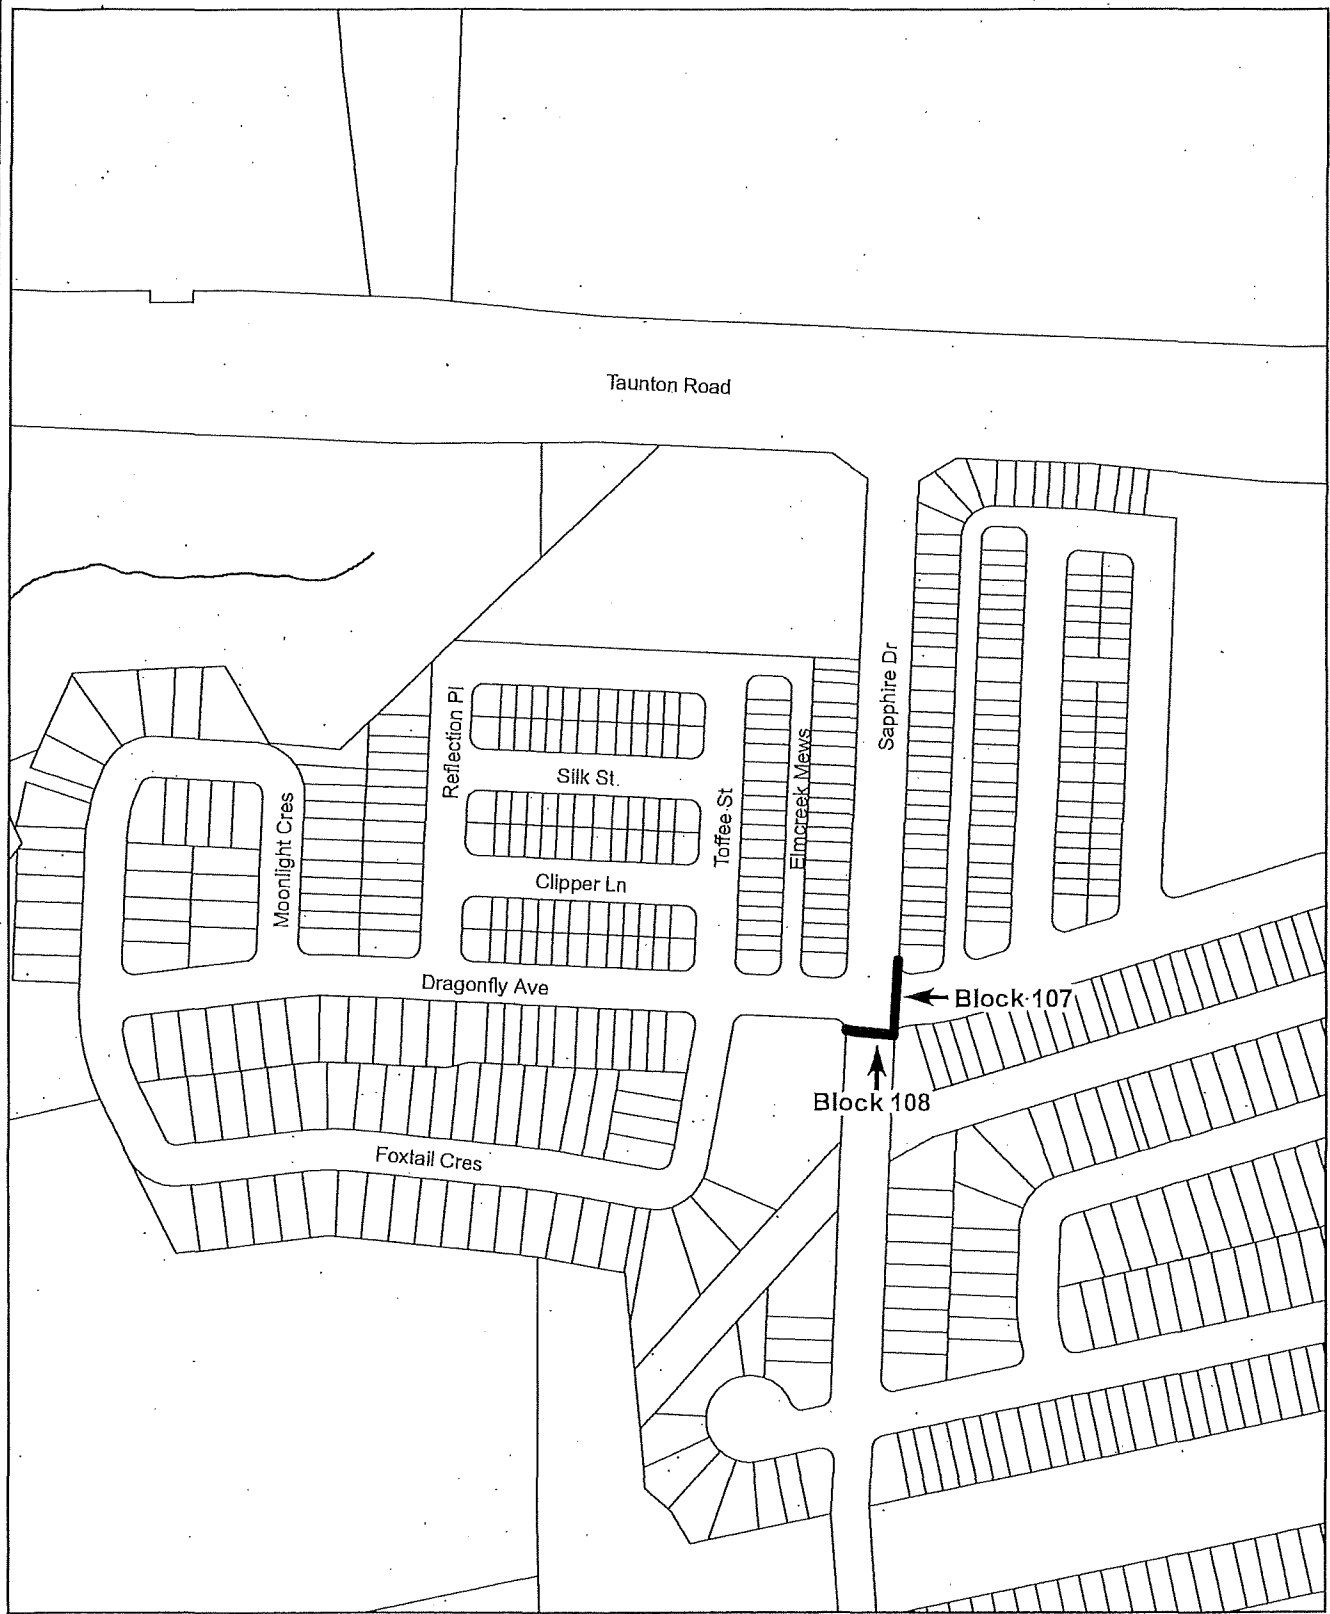 Taunton Road
Sapphire Dr
Reflection Pl
Silk St.
Elmcreek Mews
Toffee St
Moonlight Cres
Clipper Ln
Dragonfly Ave
Block 107
Block 108
Foxtail Cres